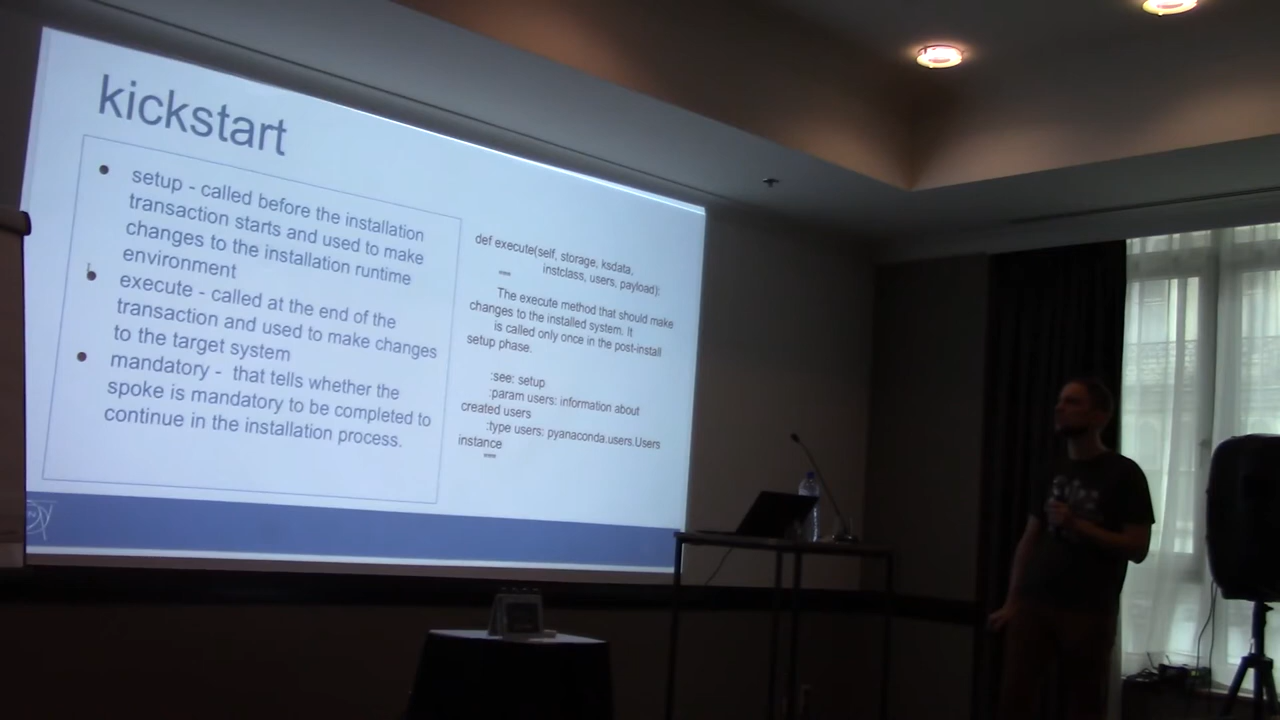 kickstart
● setup - called before the installation
transaction starts and used to make
changes to the installation runtime
environment
● execute - called at the end of the
transaction and used to make changes
to the target system
● mandatory - that tells whether the
spoke is mandatory to be completed to
continue in the installation process.
def execute(self, storage, ksdata,
instclass, users, payload):
"""
The execute method that should make
changes to the installed system. It
is called only once in the post-install
setup phase.
:see: setup
:param users: information about
created users
:type users: pyanaconda.users.Users
instance
"""